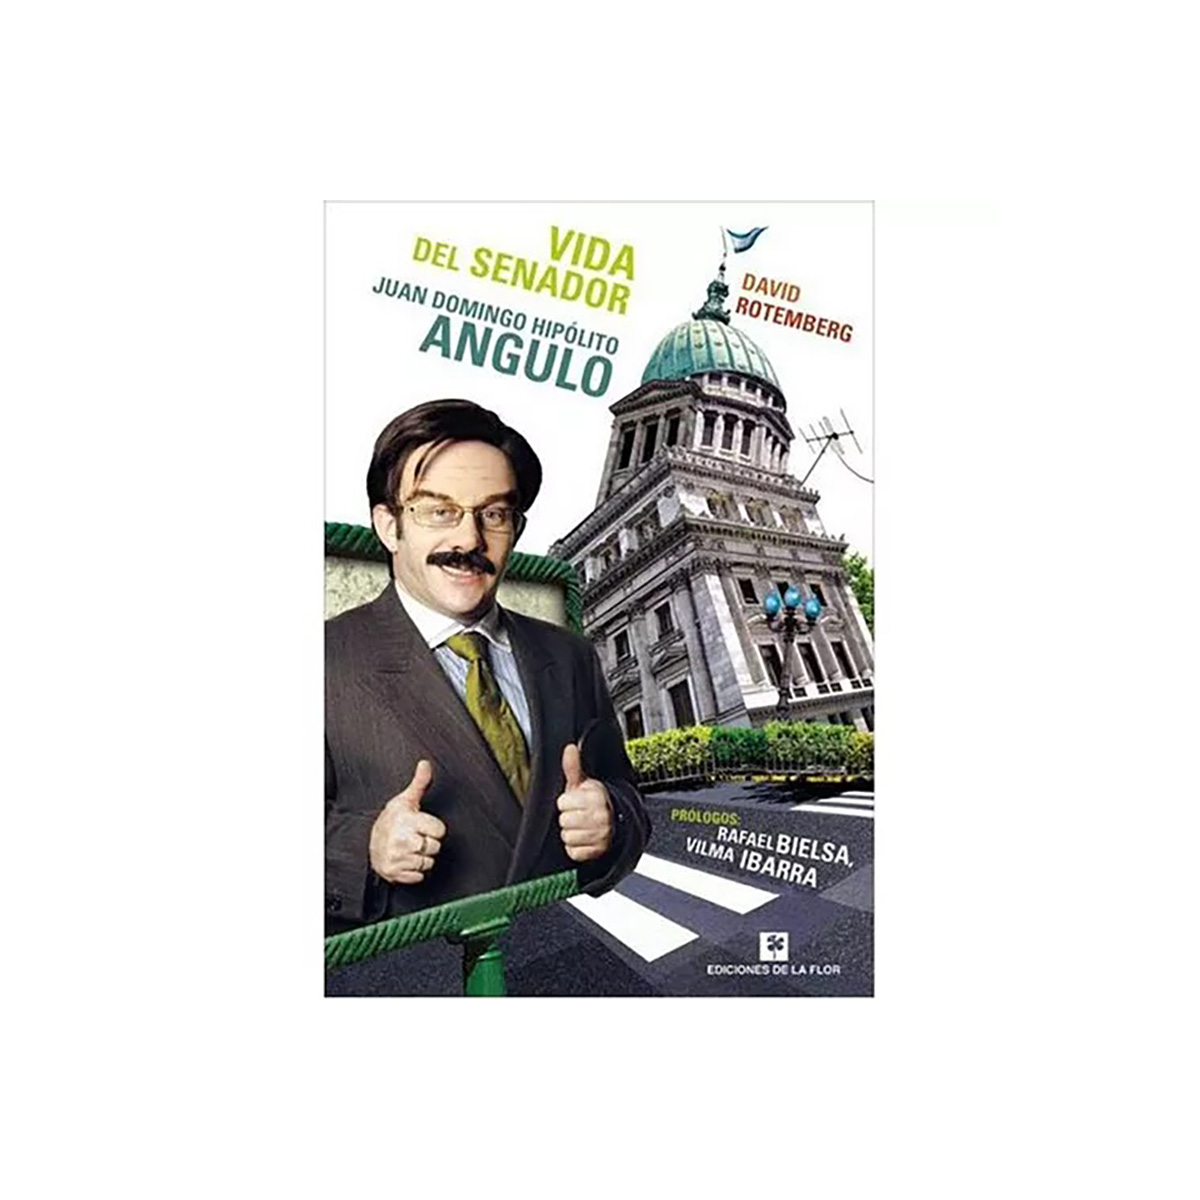 VIDA
DEL SENADOR
JUAN DOMINGO HIPÓLITO
ANGULO
DAVID
ROTEMBERG
PRÓLOGOS:
RAFAEL BIELSA,
VILMA IBARRA
EDICIONES DE LA FLOR